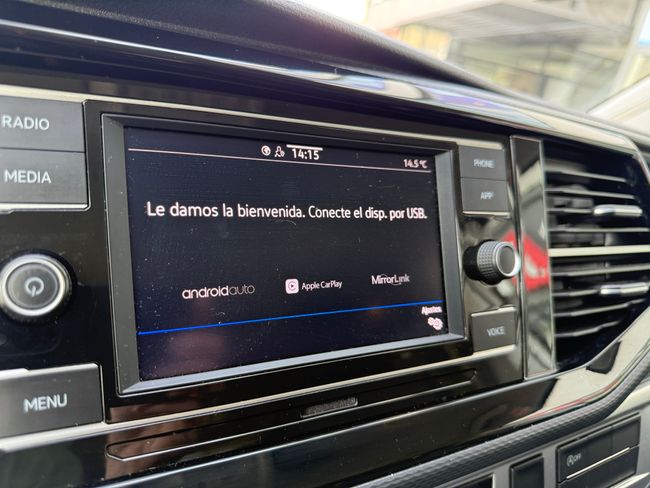 RADIO
MEDIA
MENU
14:15
14.5°C
Le damos la bienvenida. Conecte el disp. por USB.
androidauto
Apple CarPlay
MirrorLink
Ajustes
PHONE
APP
VOICE
OFF